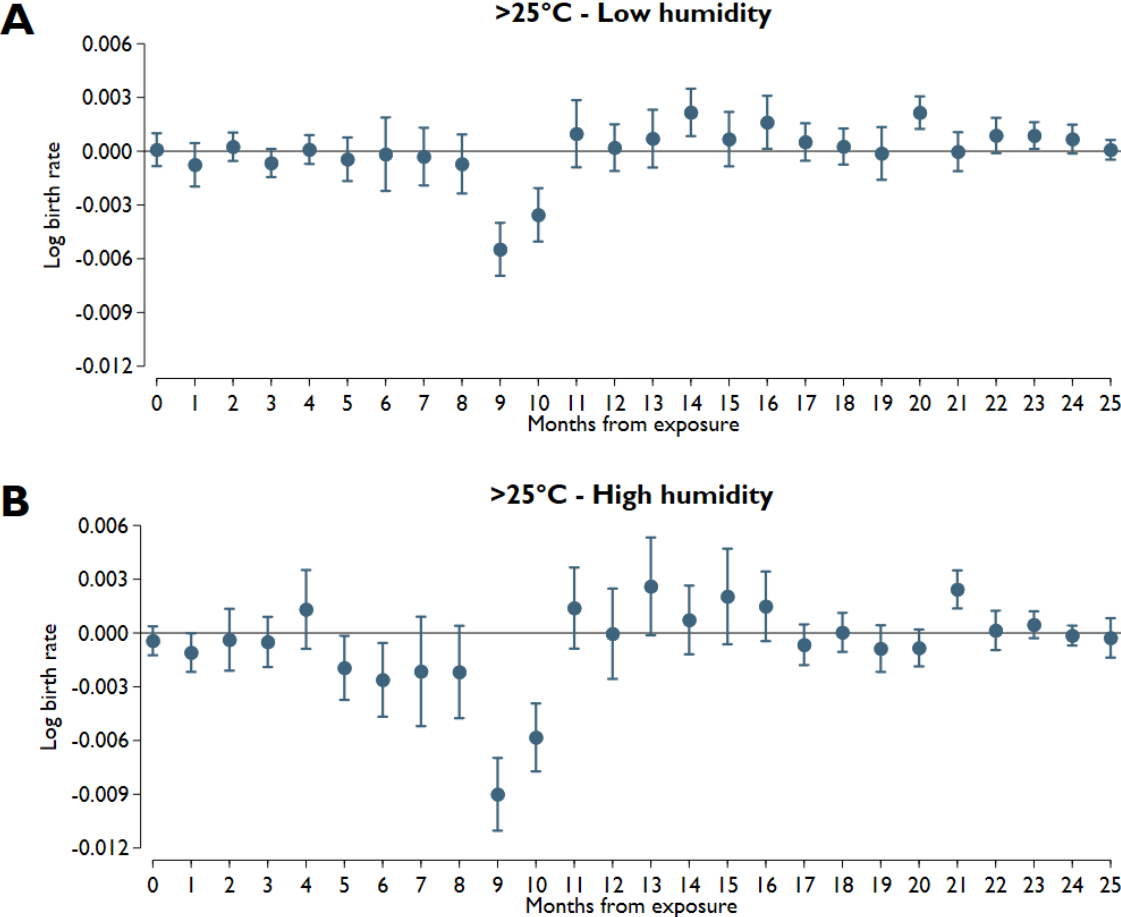 A
>25°C - Low humidity
0.006
0.003
0.000
-0.003
-0.006
-0.009
-0.012
Log birth rate
0 1 2 3 4 5 6 7 8 9 10 11 12 13 14 15 16 17 18 19 20 21 22 23 24 25
Months from exposure
B
>25°C - High humidity
0.006
0.003
0.000
-0.003
-0.006
-0.009
-0.012
Log birth rate
0 1 2 3 4 5 6 7 8 9 10 11 12 13 14 15 16 17 18 19 20 21 22 23 24 25
Months from exposure